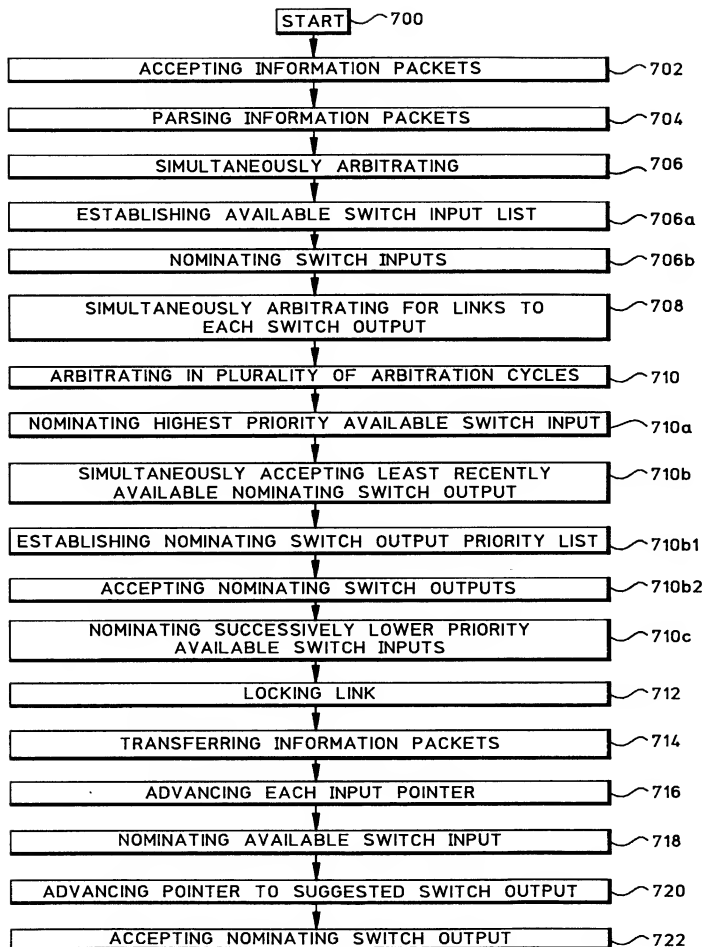 START 700
ACCEPTING INFORMATION PACKETS 702
PARSING INFORMATION PACKETS 704
SIMULTANEOUSLY ARBITRATING 706
ESTABLISHING AVAILABLE SWITCH INPUT LIST 706a
NOMINATING SWITCH INPUTS 706b
SIMULTANEOUSLY ARBITRATING FOR LINKS TO
EACH SWITCH OUTPUT 708
ARBITRATING IN PLURALITY OF ARBITRATION CYCLES 710
NOMINATING HIGHEST PRIORITY AVAILABLE SWITCH INPUT 710a
SIMULTANEOUSLY ACCEPTING LEAST RECENTLY
AVAILABLE NOMINATING SWITCH OUTPUT 710b
ESTABLISHING NOMINATING SWITCH OUTPUT PRIORITY LIST 710b1
ACCEPTING NOMINATING SWITCH OUTPUTS 710b2
NOMINATING SUCCESSIVELY LOWER PRIORITY
AVAILABLE SWITCH INPUTS 710c
LOCKING LINK 712
TRANSFERRING INFORMATION PACKETS 714
ADVANCING EACH INPUT POINTER 716
NOMINATING AVAILABLE SWITCH INPUT 718
ADVANCING POINTER TO SUGGESTED SWITCH OUTPUT 720
ACCEPTING NOMINATING SWITCH OUTPUT 722